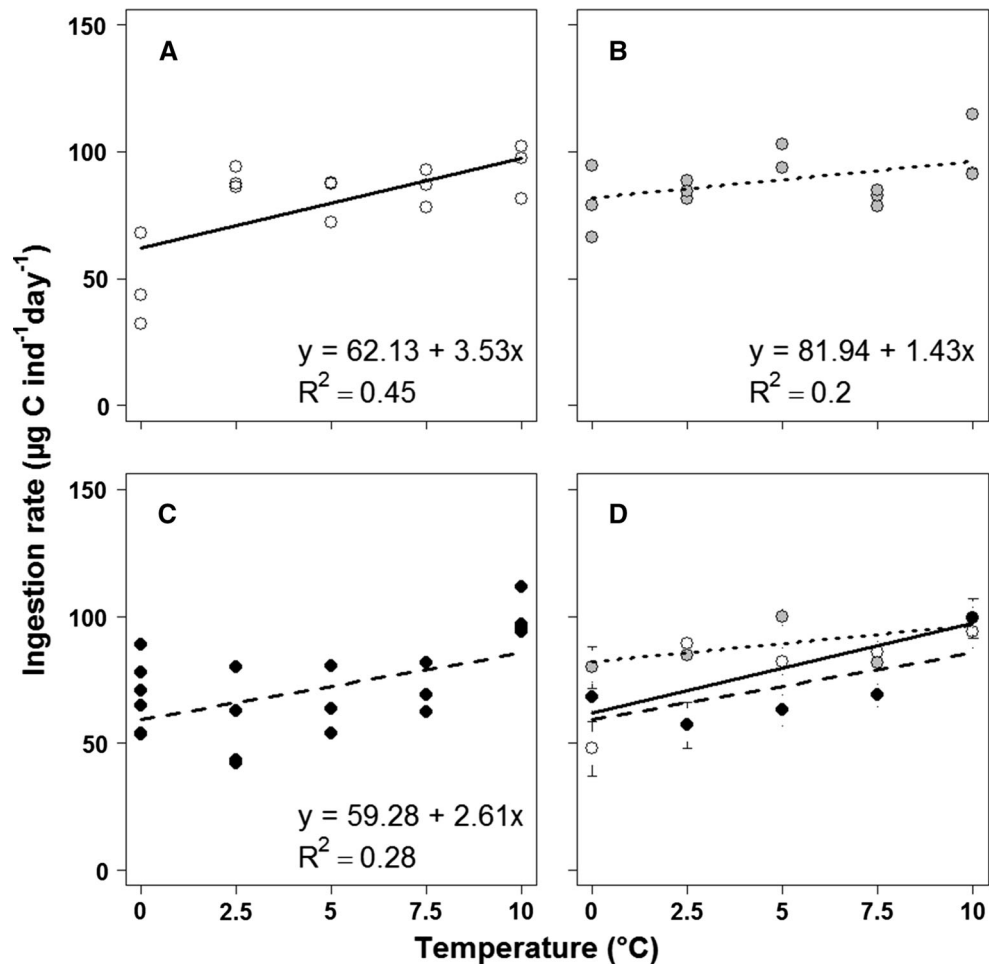 A
B
150
100
50
0
y = 62.13 + 3.53x
R² = 0.45
y = 81.94 + 1.43x
R² = 0.2
Ingestion rate (µg C ind⁻¹day⁻¹)
C
D
150
100
50
0
y = 59.28 + 2.61x
R² = 0.28
0 2.5 5 7.5 10
0 2.5 5 7.5 10
Temperature (°C)